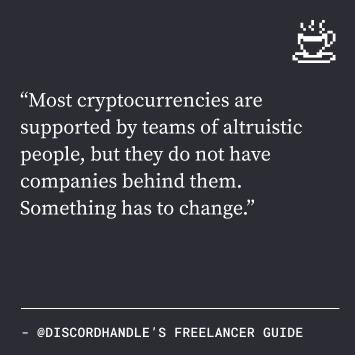 “Most cryptocurrencies are
supported by teams of altruistic
people, but they do not have
companies behind them.
Something has to change.”
– @DISCORDHANDLE’S FREELANCER GUIDE